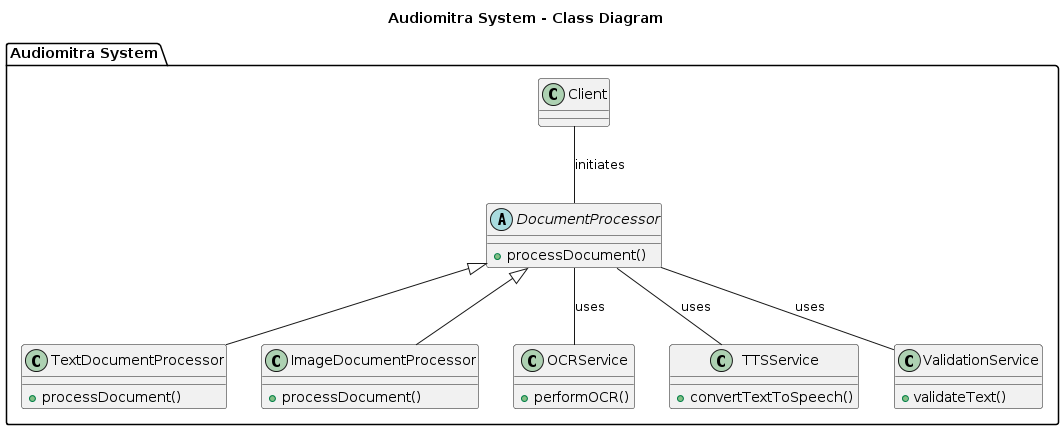 Audiomitra System - Class Diagram
Audiomitra System
C Client
initiates
A DocumentProcessor
processDocument()
uses
uses
uses
C TextDocumentProcessor
processDocument()
C ImageDocumentProcessor
processDocument()
C OCRService
performOCR()
C TTSService
convertTextToSpeech()
C ValidationService
validateText()